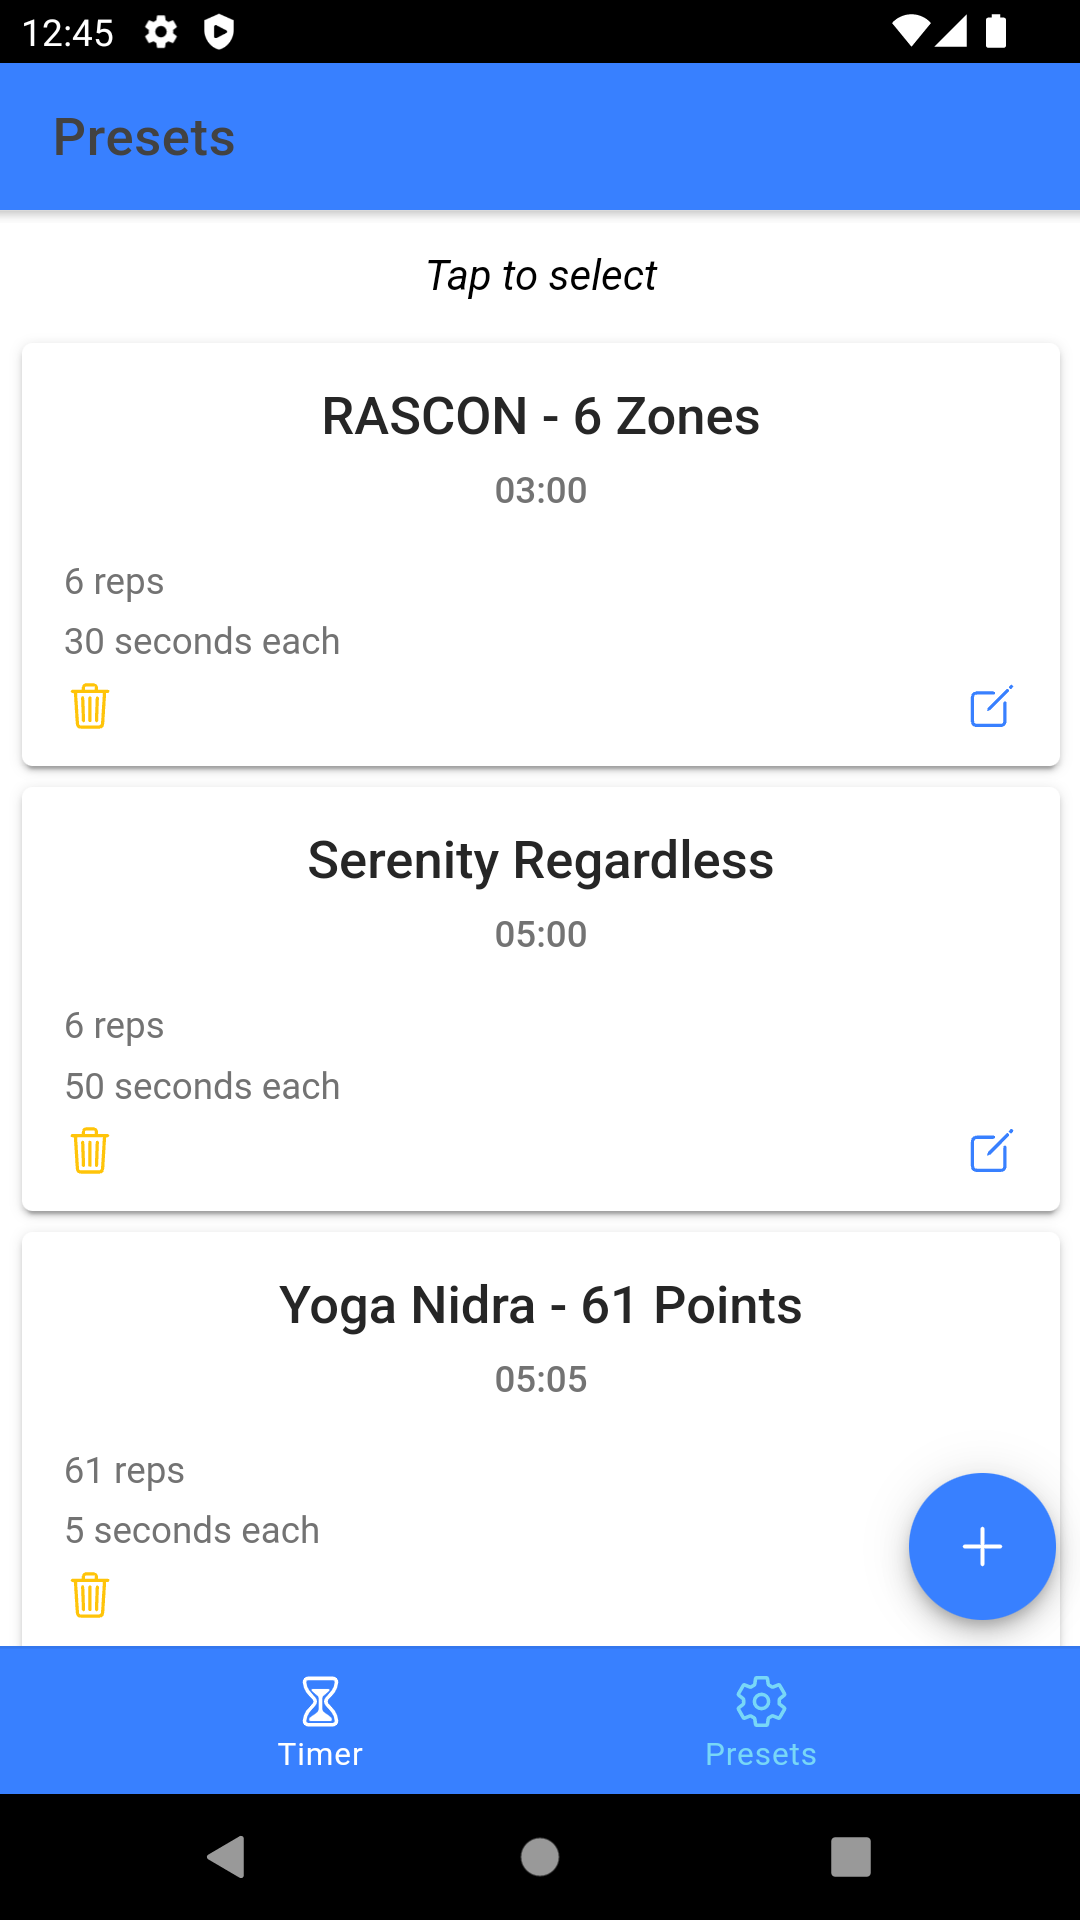 12:45
Presets
Tap to select
RASCON - 6 Zones
03:00
6 reps
30 seconds each
Serenity Regardless
05:00
6 reps
50 seconds each
Yoga Nidra - 61 Points
05:05
61 reps
5 seconds each
Timer
Presets